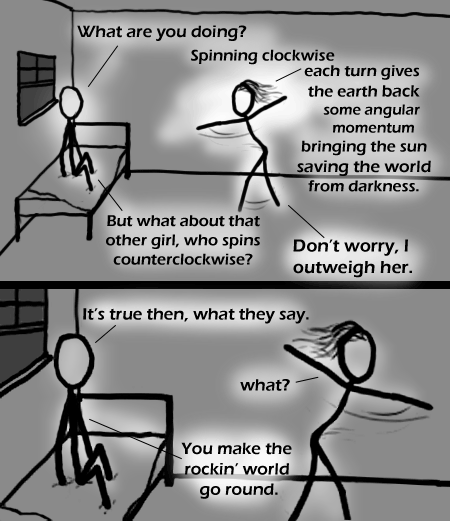 What are you doing?
Spinning clockwise
each turn gives
the earth back
some angular
momentum
bringing the sun
saving the world
from darkness.
But what about that
other girl, who spins
counterclockwise?
Don't worry, I
outweigh her.
It's true then, what they say.
what?
You make the
rockin' world
go round.